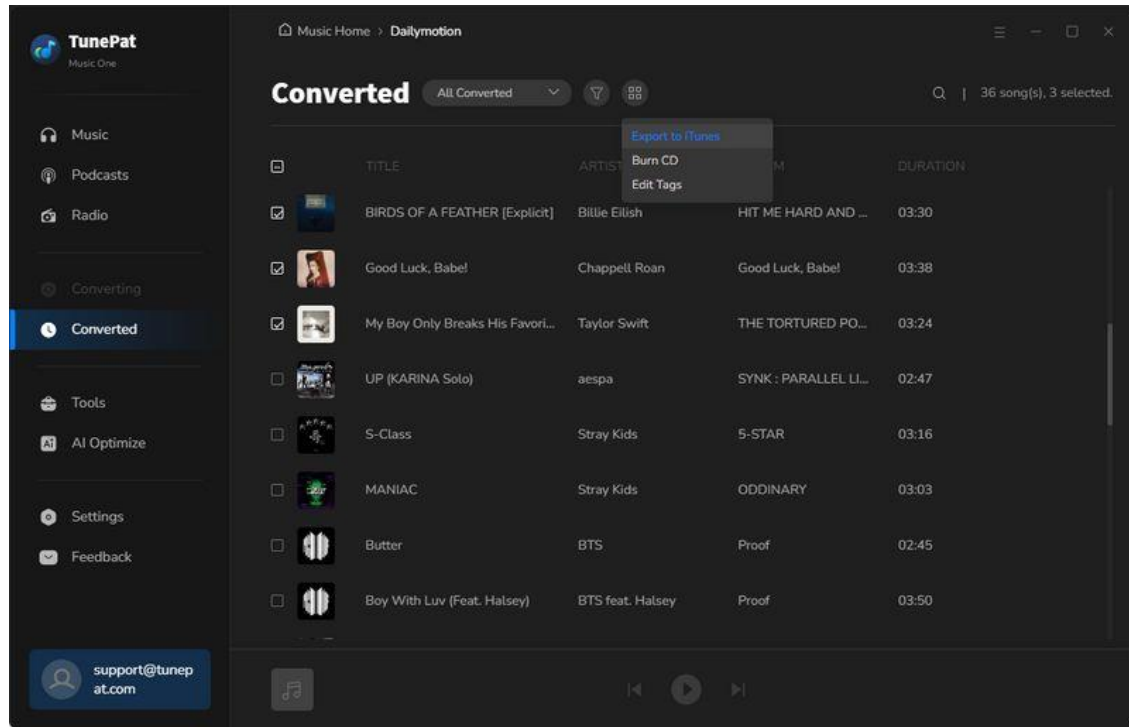 TunePat
Music One
Music Home > Dailymotion
Converted
All Converted
36 song(s), 3 selected.
Export to iTunes
Burn CD
Edit Tags
Music
Podcasts
Radio
Converting
Converted
Tools
AI Optimize
Settings
Feedback
support@tunep
at.com
TITLE ARTIST M DURATION
BIRDS OF A FEATHER [Explicit] Billie Eilish HIT ME HARD AND ... 03:30
Good Luck, Babe! Chappell Roan Good Luck, Babe! 03:38
My Boy Only Breaks His Favori... Taylor Swift THE TORTURED PO... 03:24
UP (KARINA Solo) aespa SYNK : PARALLEL LI... 02:47
S-Class Stray Kids 5-STAR 03:16
MANIAC Stray Kids ODDINARY 03:03
Butter BTS Proof 02:45
Boy With Luv (Feat. Halsey) BTS feat. Halsey Proof 03:50